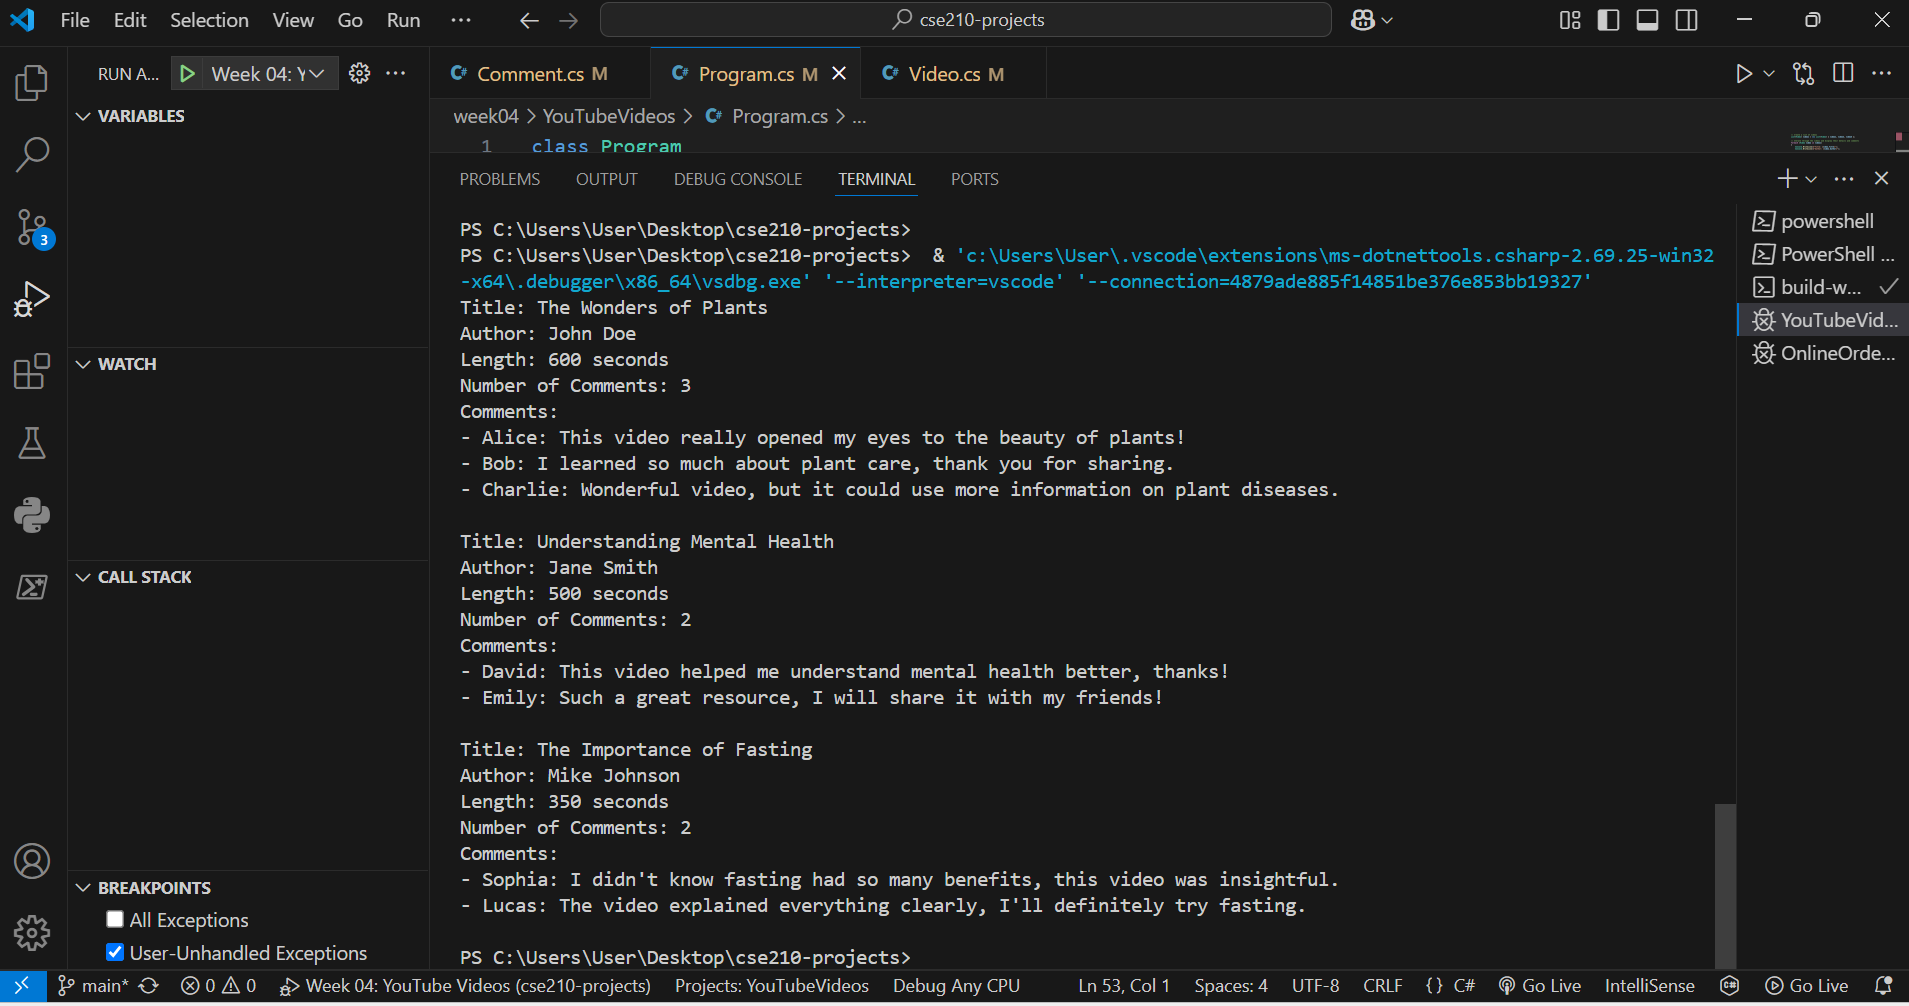 File Edit Selection View Go Run ··· cse210-projects
RUN A... Week 04: Y
Comment.cs M Program.cs M Video.cs M
VARIABLES
week04 > YouTubeVideos > Program.cs > ...
1 class Program
PROBLEMS OUTPUT DEBUG CONSOLE TERMINAL PORTS
PS C:\Users\User\Desktop\cse210-projects>
PS C:\Users\User\Desktop\cse210-projects> & 'c:\Users\User\.vscode\extensions\ms-dotnettools.csharp-2.69.25-win32
-x64\.debugger\x86_64\vsdbg.exe' '--interpreter=vscode' '--connection=4879ade885f14851be376e853bb19327'
Title: The Wonders of Plants
Author: John Doe
Length: 600 seconds
Number of Comments: 3
Comments:
- Alice: This video really opened my eyes to the beauty of plants!
- Bob: I learned so much about plant care, thank you for sharing.
- Charlie: Wonderful video, but it could use more information on plant diseases.
Title: Understanding Mental Health
Author: Jane Smith
Length: 500 seconds
Number of Comments: 2
Comments:
- David: This video helped me understand mental health better, thanks!
- Emily: Such a great resource, I will share it with my friends!
Title: The Importance of Fasting
Author: Mike Johnson
Length: 350 seconds
Number of Comments: 2
Comments:
- Sophia: I didn't know fasting had so many benefits, this video was insightful.
- Lucas: The video explained everything clearly, I'll definitely try fasting.
PS C:\Users\User\Desktop\cse210-projects>
powershell
PowerShell ...
build-w...
YouTubeVid...
OnlineOrde...
3
WATCH
CALL STACK
BREAKPOINTS
All Exceptions
User-Unhandled Exceptions
main* 0 0 Week 04: YouTube Videos (cse210-projects) Projects: YouTubeVideos Debug Any CPU Ln 53, Col 1 Spaces: 4 UTF-8 CRLF {} C# Go Live IntelliSense Go Live